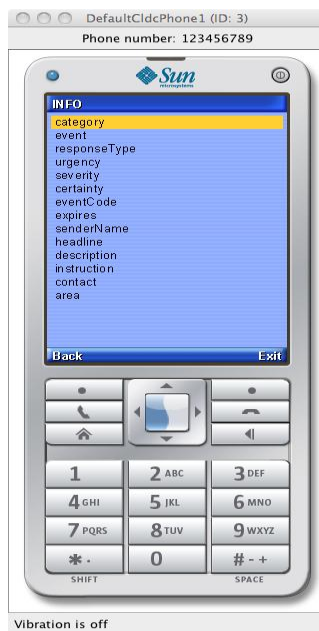 DefaultCldcPhone1 (ID: 3)
Phone number: 123456789
Sun
microsystems
INFO
category
event
responseType
urgency
severity
certainty
eventCode
expires
senderName
headline
description
instruction
contact
area
Back Exit
1 2 ABC 3 DEF
4 GHI 5 JKL 6 MNO
7 PQRS 8 TUV 9 WXYZ
* . 0 # - +
SHIFT SPACE
Vibration is off